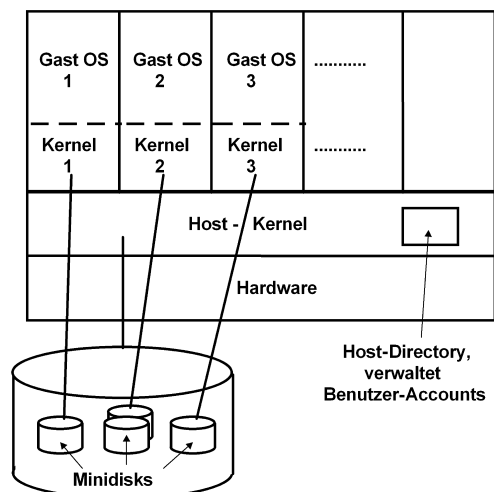 Gast OS
1
Gast OS
2
Gast OS
3
...........
Kernel
1
Kernel
2
Kernel
3
...........
Host - Kernel
Hardware
Host-Directory,
verwaltet
Benutzer-Accounts
Minidisks